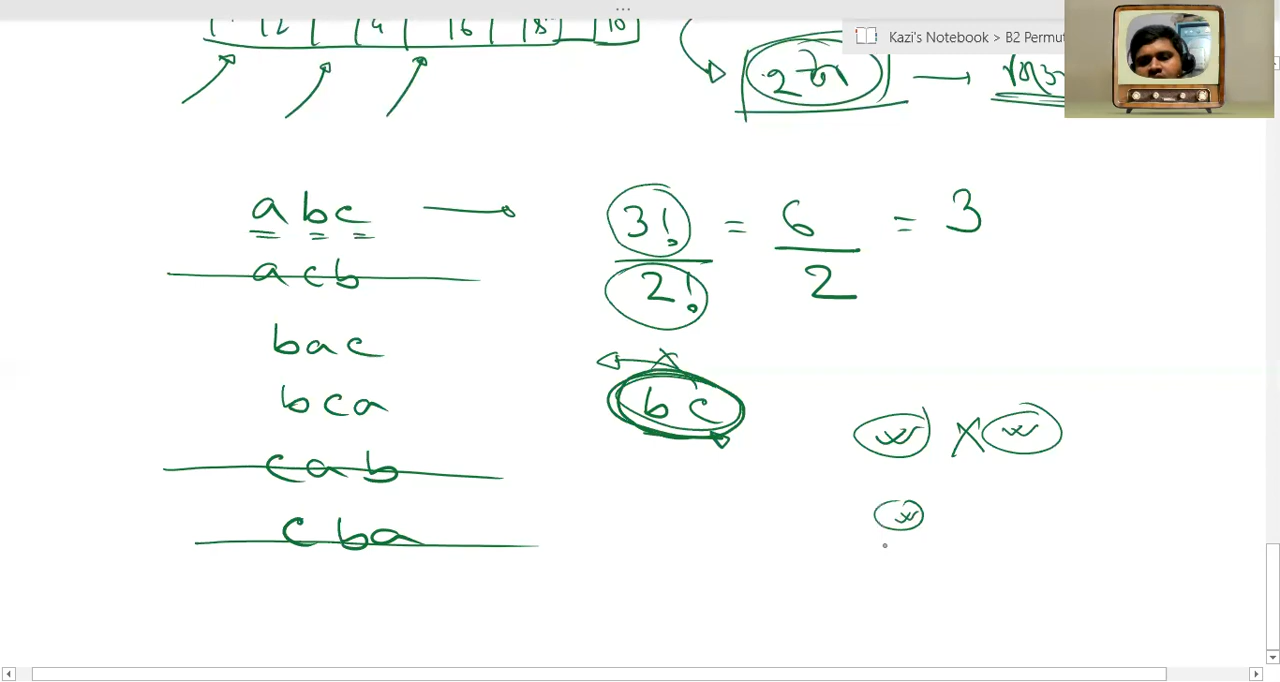 12 4 16 18 10
Kazi's Notebook > B2 Permu
abc → 3!/2! = 6/2 = 3
acb
bac
bca
bc
X
cab
cba